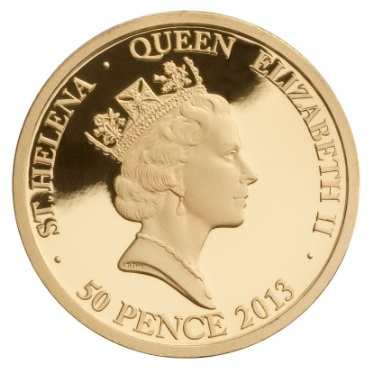 ST.HELENA · QUEEN ELIZABETH II ·
50 PENCE 2013